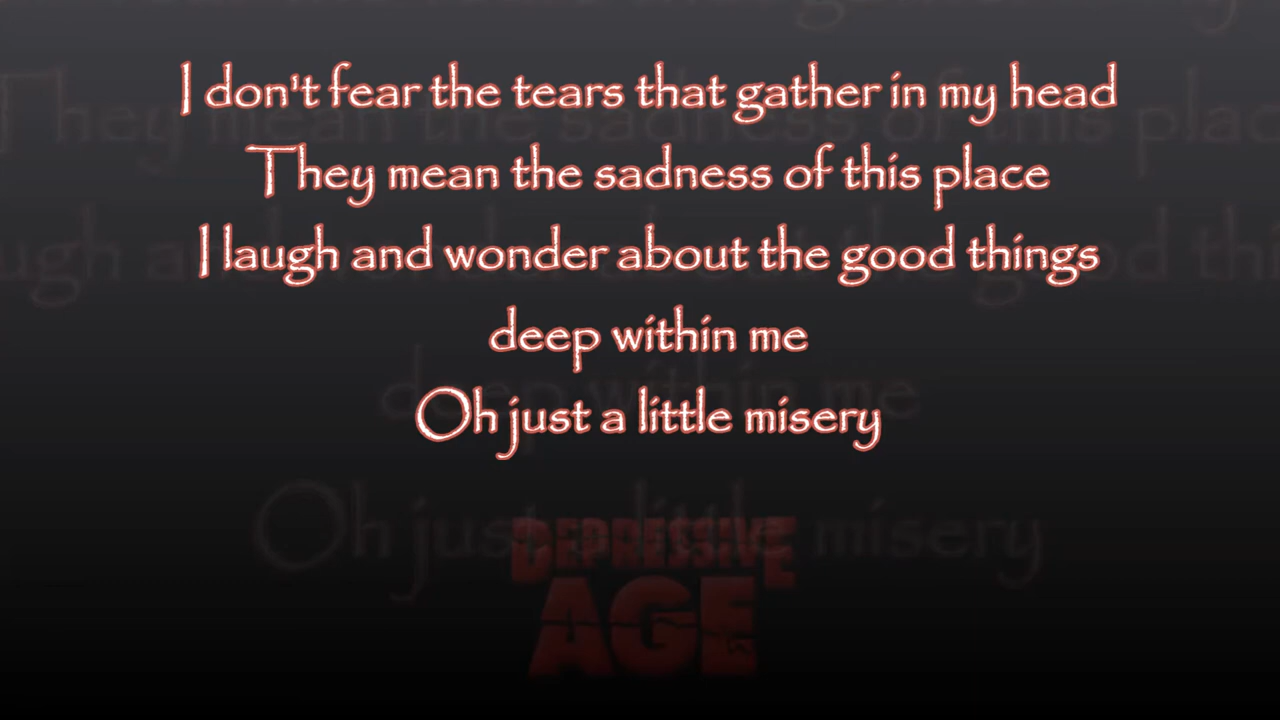 I don't fear the tears that gather in my head
They mean the sadness of this place
I laugh and wonder about the good things
deep within me
Oh just a little misery
DEPRESSIVE
AGE